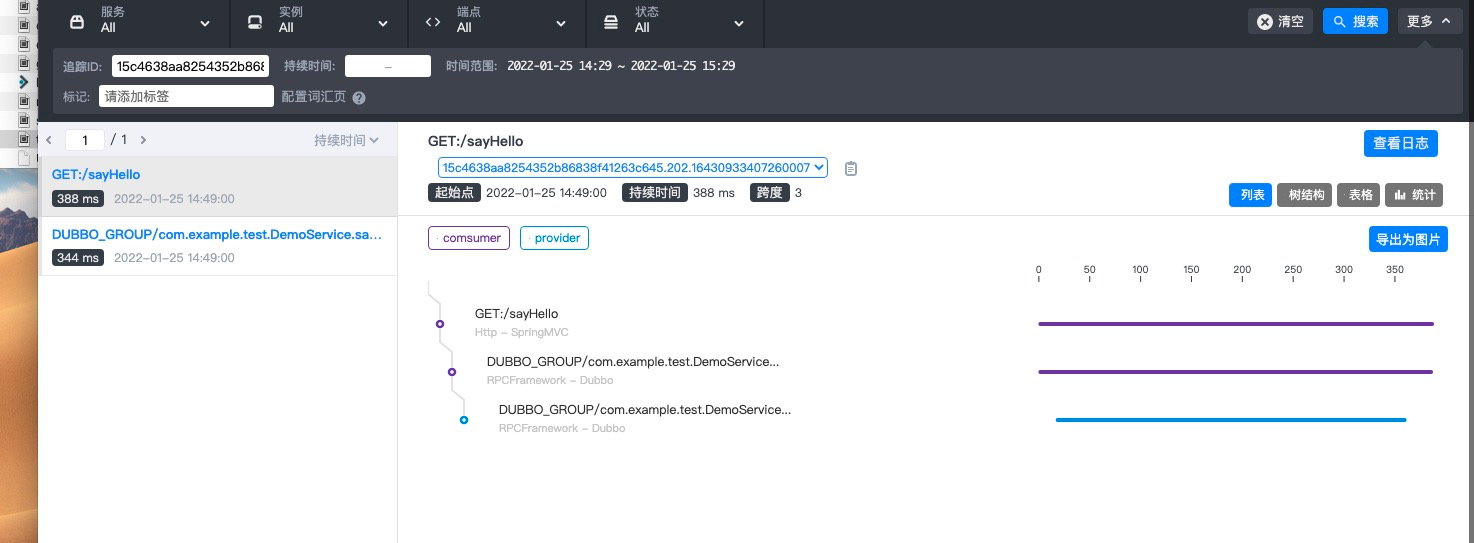 服务
All
实例
All
端点
All
状态
All
清空
搜索
更多
追踪ID: 15c4638aa8254352b868
持续时间: –
时间范围: 2022-01-25 14:29 ~ 2022-01-25 15:29
标记: 请添加标签
配置词汇页 ?
1 / 1
持续时间
GET:/sayHello
388 ms 2022-01-25 14:49:00
DUBBO_GROUP/com.example.test.DemoService.sa...
344 ms 2022-01-25 14:49:00
GET:/sayHello
查看日志
15c4638aa8254352b86838f41263c645.202.16430933407260007
起始点 2022-01-25 14:49:00 持续时间 388 ms 跨度 3
列表 树结构 表格 统计
comsumer provider
导出为图片
0 50 100 150 200 250 300 350
GET:/sayHello
Http - SpringMVC
DUBBO_GROUP/com.example.test.DemoService...
RPCFramework - Dubbo
DUBBO_GROUP/com.example.test.DemoService...
RPCFramework - Dubbo